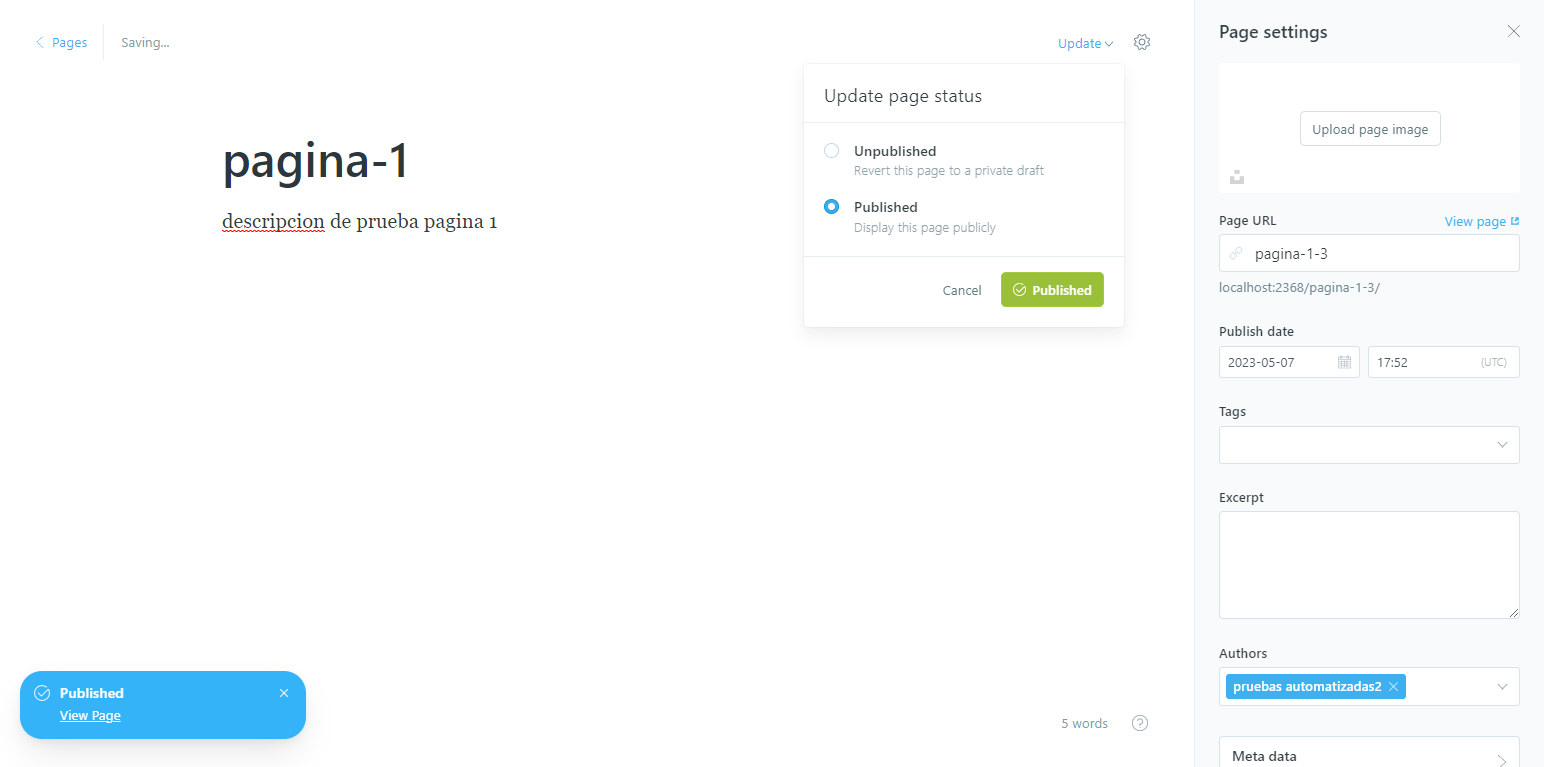 Pages
Saving...
Update
pagina-1
descripcion de prueba pagina 1
Update page status
Unpublished
Revert this page to a private draft
Published
Display this page publicly
Cancel
Published
Published
View Page
5 words
?
Page settings
Upload page image
Page URL
View page
pagina-1-3
localhost:2368/pagina-1-3/
Publish date
2023-05-07
17:52
(UTC)
Tags
Excerpt
Authors
pruebas automatizadas2
Meta data